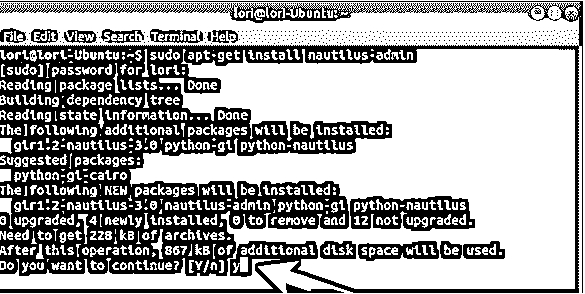 lori@lori-Ubuntu: ~
File Edit View Search Terminal Help
lori@lori-Ubuntu:~$ sudo apt-get install nautilus-admin
[sudo] password for lori:
Reading package lists... Done
Building dependency tree
Reading state information... Done
The following additional packages will be installed:
gir1.2-nautilus-3.0 python-gi python-nautilus
Suggested packages:
python-gi-cairo
The following NEW packages will be installed:
gir1.2-nautilus-3.0 nautilus-admin python-gi python-nautilus
0 upgraded, 4 newly installed, 0 to remove and 12 not upgraded.
Need to get 228 kB of archives.
After this operation, 867 kB of additional disk space will be used.
Do you want to continue? [Y/n] y